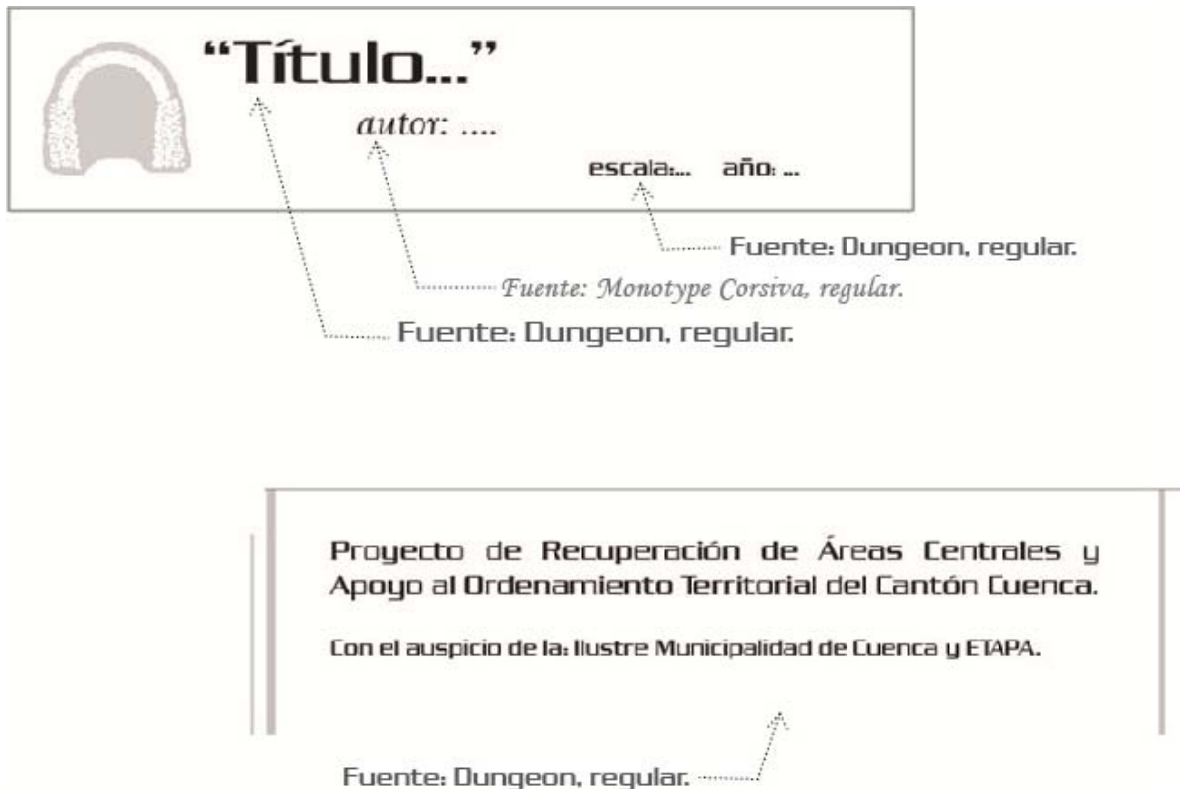 “Título...”
autor: ....
escala:... año: ...
Fuente: Dungeon, regular.
Fuente: Monotype Corsiva, regular.
Fuente: Dungeon, regular.
Proyecto de Recuperación de Áreas Centrales y
Apoyo al Ordenamiento Territorial del Cantón Cuenca.
Con el auspicio de la: Ilustre Municipalidad de Cuenca y ETAPA.
Fuente: Dungeon, regular.